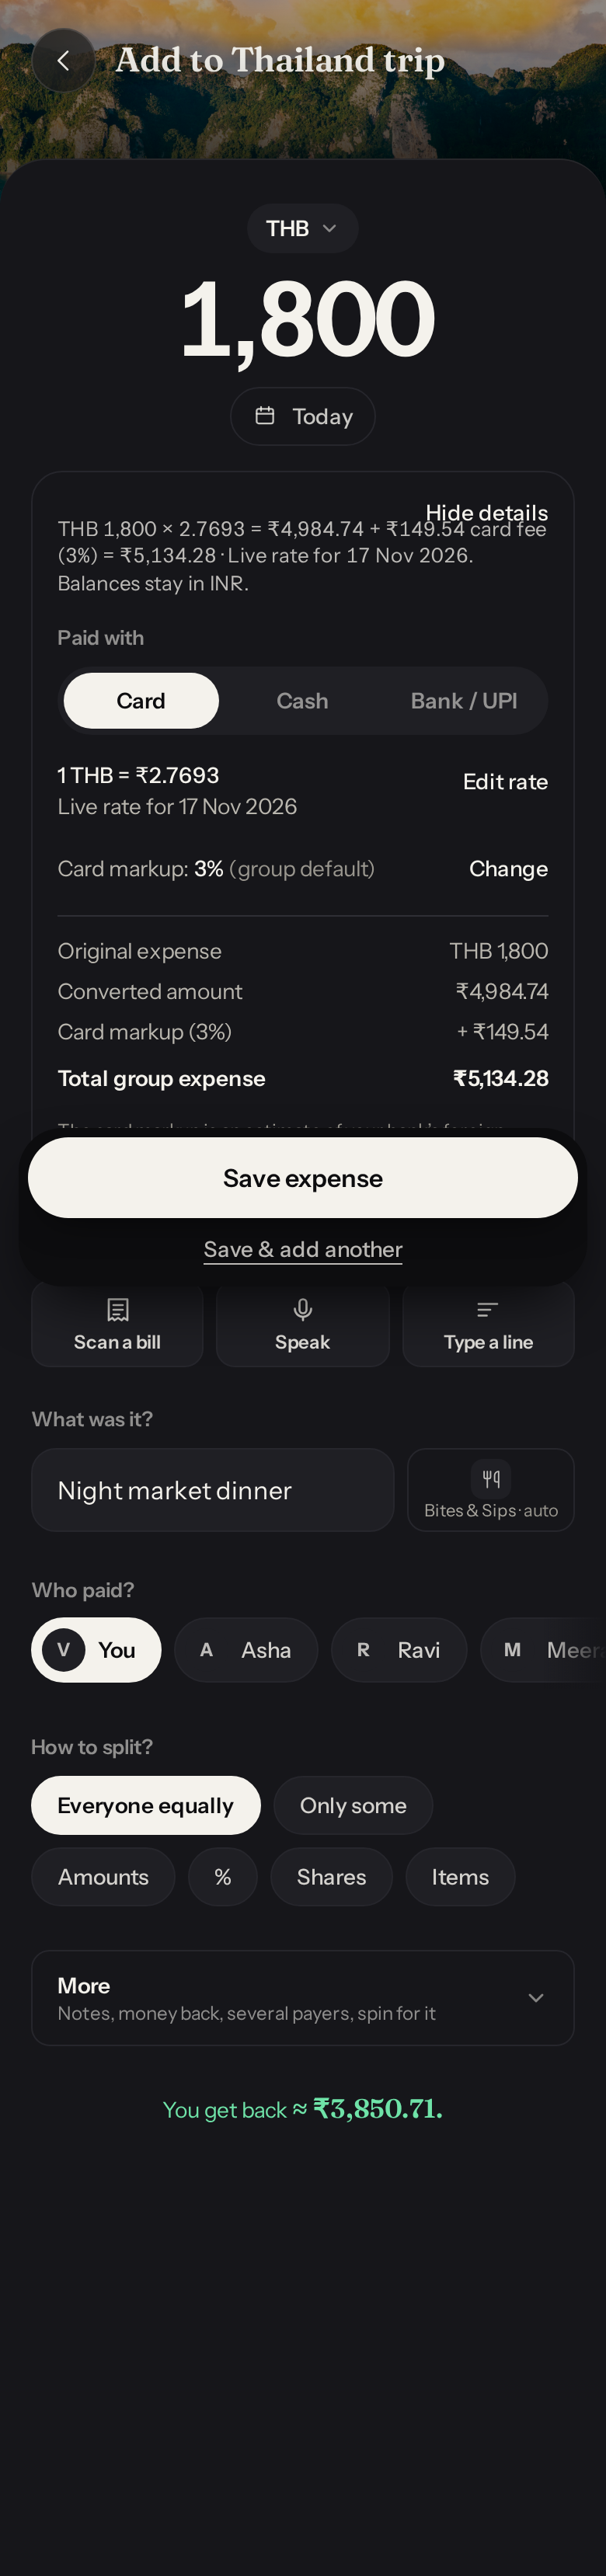 Add to Thailand trip
THB
1,800
Today
Hide details
THB 1,800 × 2.7693 = ₹4,984.74 + ₹149.54 card fee
(3%) = ₹5,134.28 · Live rate for 17 Nov 2026.
Balances stay in INR.
Paid with
Card Cash Bank / UPI
1 THB = ₹2.7693
Edit rate
Live rate for 17 Nov 2026
Card markup: 3% (group default) Change
Original expense THB 1,800
Converted amount ₹4,984.74
Card markup (3%) + ₹149.54
Total group expense ₹5,134.28
Save expense
Save & add another
Scan a bill Speak Type a line
What was it?
Night market dinner
Bites & Sips · auto
Who paid?
V You A Asha R Ravi M
How to split?
Everyone equally Only some
Amounts % Shares Items
More
Notes, money back, several payers, spin for it
You get back ≈ ₹3,850.71.